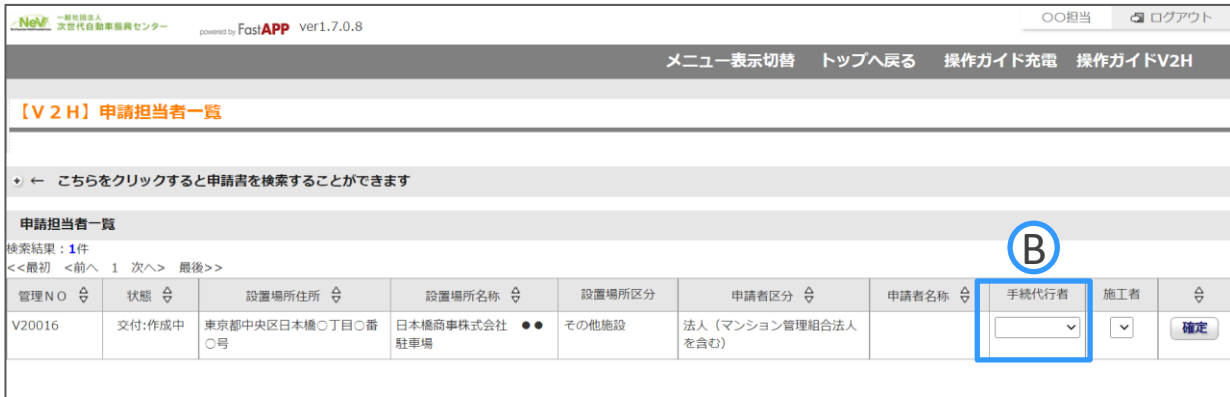 NeV 一般社団法人 次世代自動車振興センター powered by FastAPP ver1.7.0.8 〇〇担当 ログアウト
メニュー表示切替 トップへ戻る 操作ガイド充電 操作ガイドV2H
【V2H】申請担当者一覧
← こちらをクリックすると申請書を検索することができます
申請担当者一覧
検索結果：1件
<<最初 <前へ 1 次へ> 最後>>
B
管理NO 状態 設置場所住所 設置場所名称 設置場所区分 申請者区分 申請者名称 手続代行者 施工者
V20016 交付:作成中 東京都中央区日本橋〇丁目〇番 日本橋商事株式会社 ●● その他施設 法人（マンション管理組合法人 確定
〇号 駐車場 を含む）